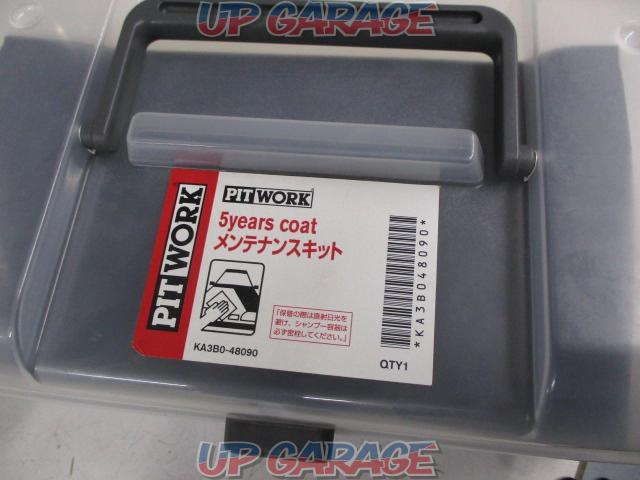 UP GARAGE
PITWORK
PITWORK
5years coat
メンテナンスキット
「保管の際は直射日光を
避け、シャンプー容器は
必ず密栓してください。」
KA3B0-48090
*KA3B048090*
QTY1
UP GARAGE